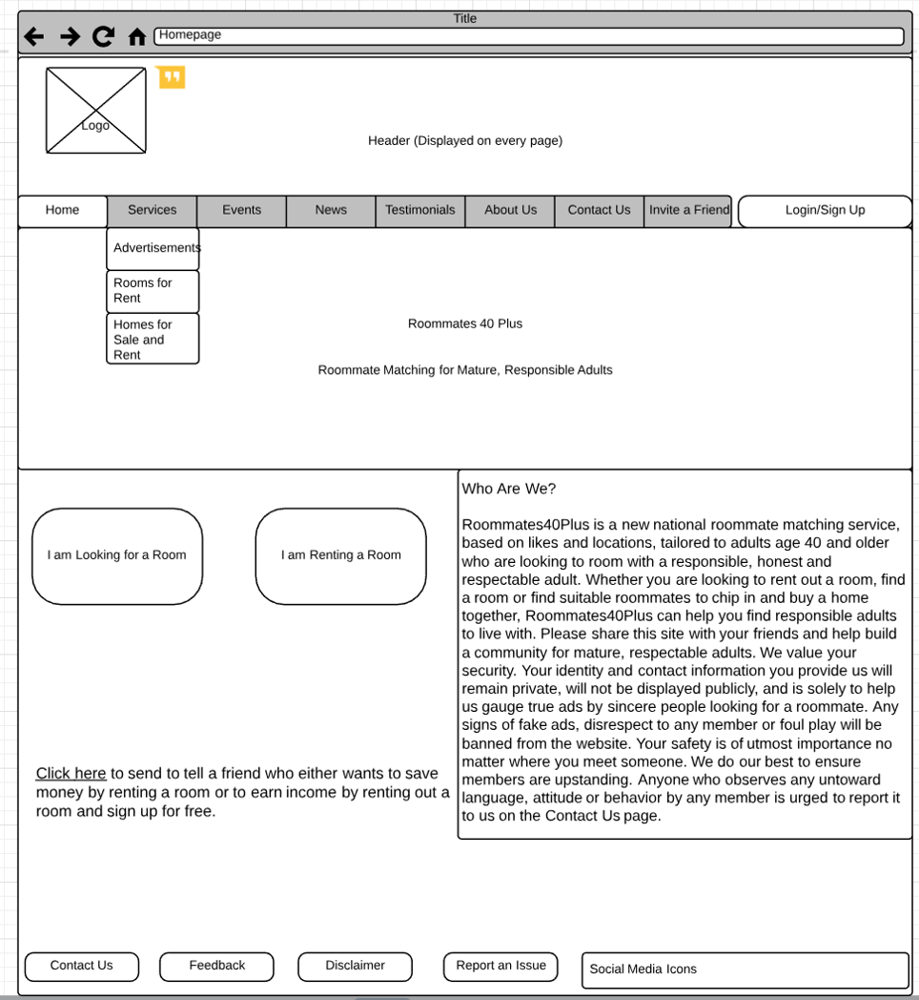 Title
Homepage
Logo
Header (Displayed on every page)
Home
Services
Events
News
Testimonials
About Us
Contact Us
Invite a Friend
Login/Sign Up
Advertisements
Rooms for
Rent
Homes for
Sale and
Rent
Roommates 40 Plus
Roommate Matching for Mature, Responsible Adults
I am Looking for a Room
I am Renting a Room
Click here to send to tell a friend who either wants to save
money by renting a room or to earn income by renting out a
room and sign up for free.
Who Are We?
Roommates40Plus is a new national roommate matching service,
based on likes and locations, tailored to adults age 40 and older
who are looking to room with a responsible, honest and
respectable adult. Whether you are looking to rent out a room, find
a room or find suitable roommates to chip in and buy a home
together, Roommates40Plus can help you find responsible adults
to live with. Please share this site with your friends and help build
a community for mature, respectable adults. We value your
security. Your identity and contact information you provide us will
remain private, will not be displayed publicly, and is solely to help
us gauge true ads by sincere people looking for a roommate. Any
signs of fake ads, disrespect to any member or foul play will be
banned from the website. Your safety is of utmost importance no
matter where you meet someone. We do our best to ensure
members are upstanding. Anyone who observes any untoward
language, attitude or behavior by any member is urged to report it
to us on the Contact Us page.
Contact Us
Feedback
Disclaimer
Report an Issue
Social Media Icons